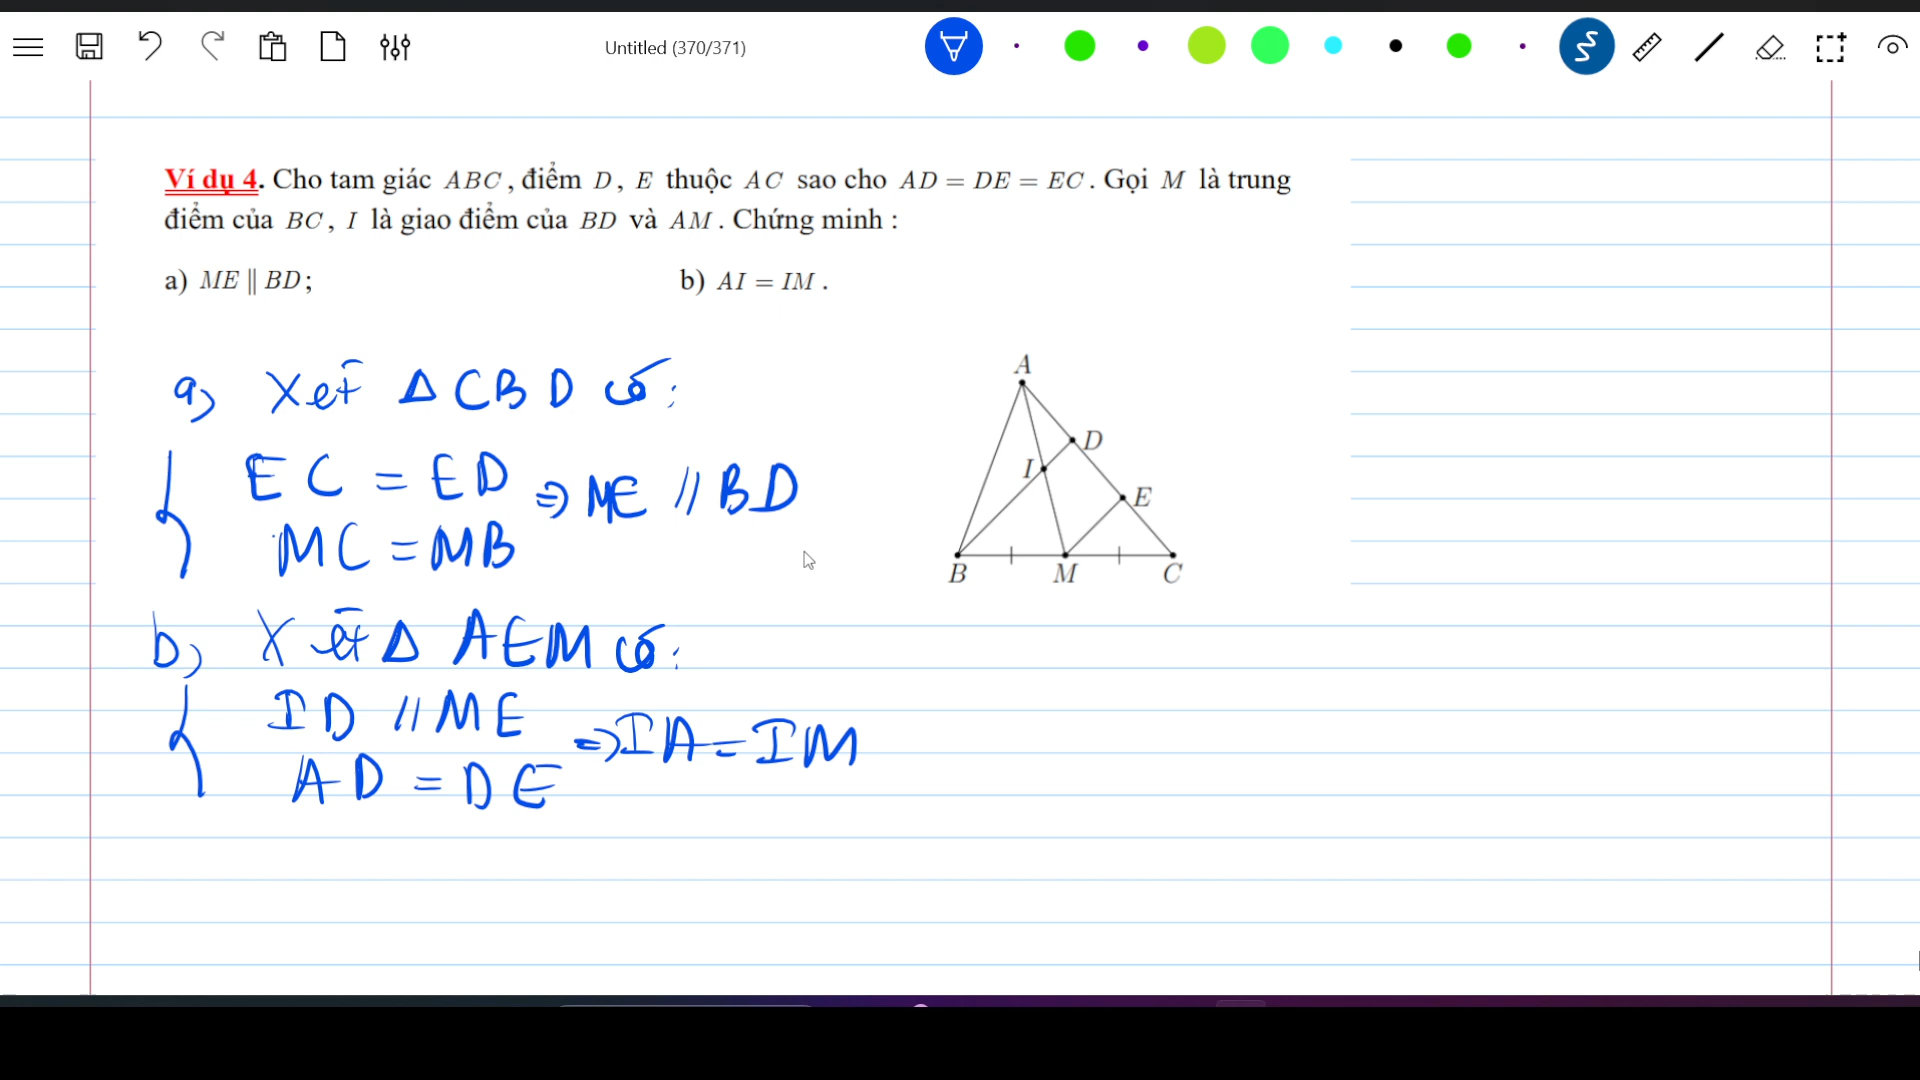 Untitled (370/371)
Ví dụ 4. Cho tam giác ABC, điểm D, E thuộc AC sao cho AD = DE = EC. Gọi M là trung
điểm của BC, I là giao điểm của BD và AM. Chứng minh :
a) ME || BD; b) AI = IM.
a) Xét Δ CBD có:
EC = ED
MC = MB
⇒ ME // BD
b) Xét Δ AEM có:
ID // ME
AD = DE
⇒ IA = IM
A
D
I
E
B M C